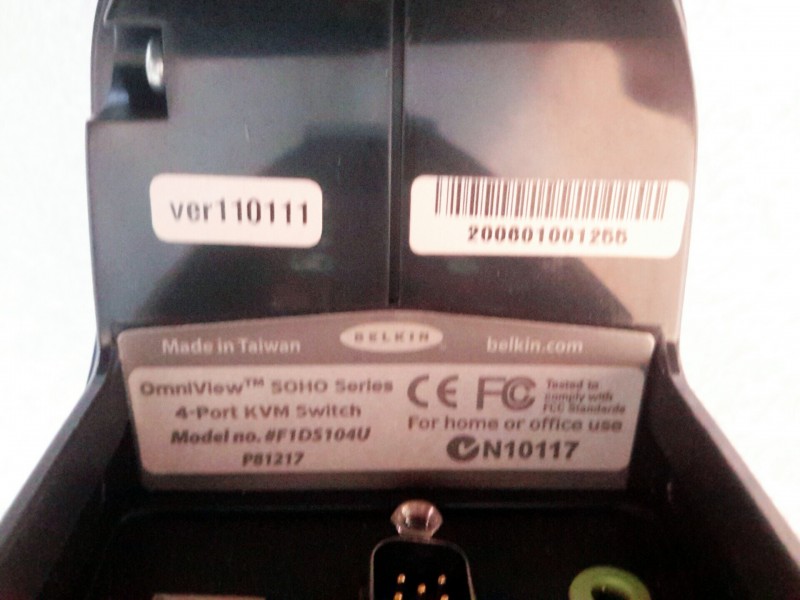 ver110111
200601001255
Made in Taiwan
BELKIN
belkin.com
OmniView™ SOHO Series
4-Port KVM Switch
Model no. #F1DS104U
P81217
CE FC
Tested to
comply with
FCC Standards
For home or office use
N10117